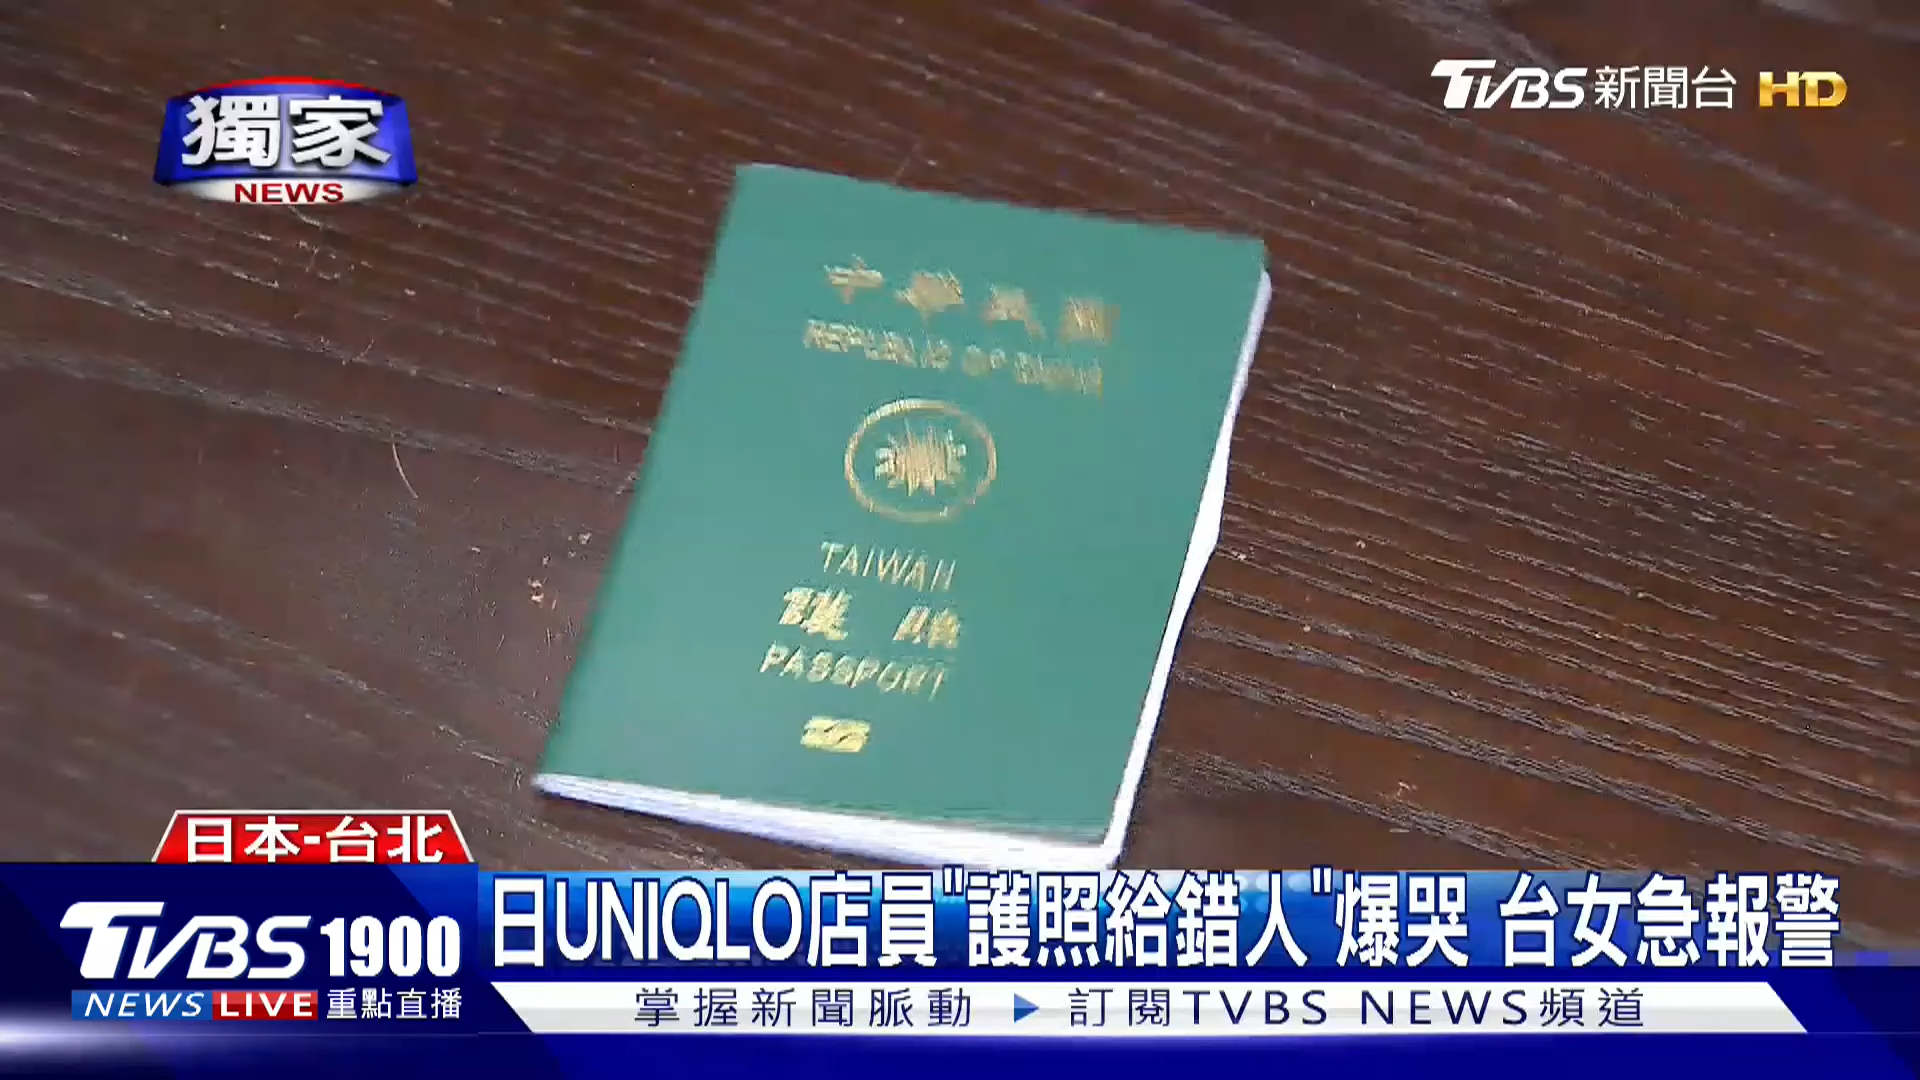 獨家
NEWS
TVBS新聞台 HD
中華民國
REPUBLIC OF CHINA
TAIWAN
護照
PASSPORT
日本-台北
日UNIQLO店員"護照給錯人"爆哭 台女急報警
TVBS 1900
NEWS LIVE 重點直播
掌握新聞脈動 ▶ 訂閱TVBS NEWS頻道